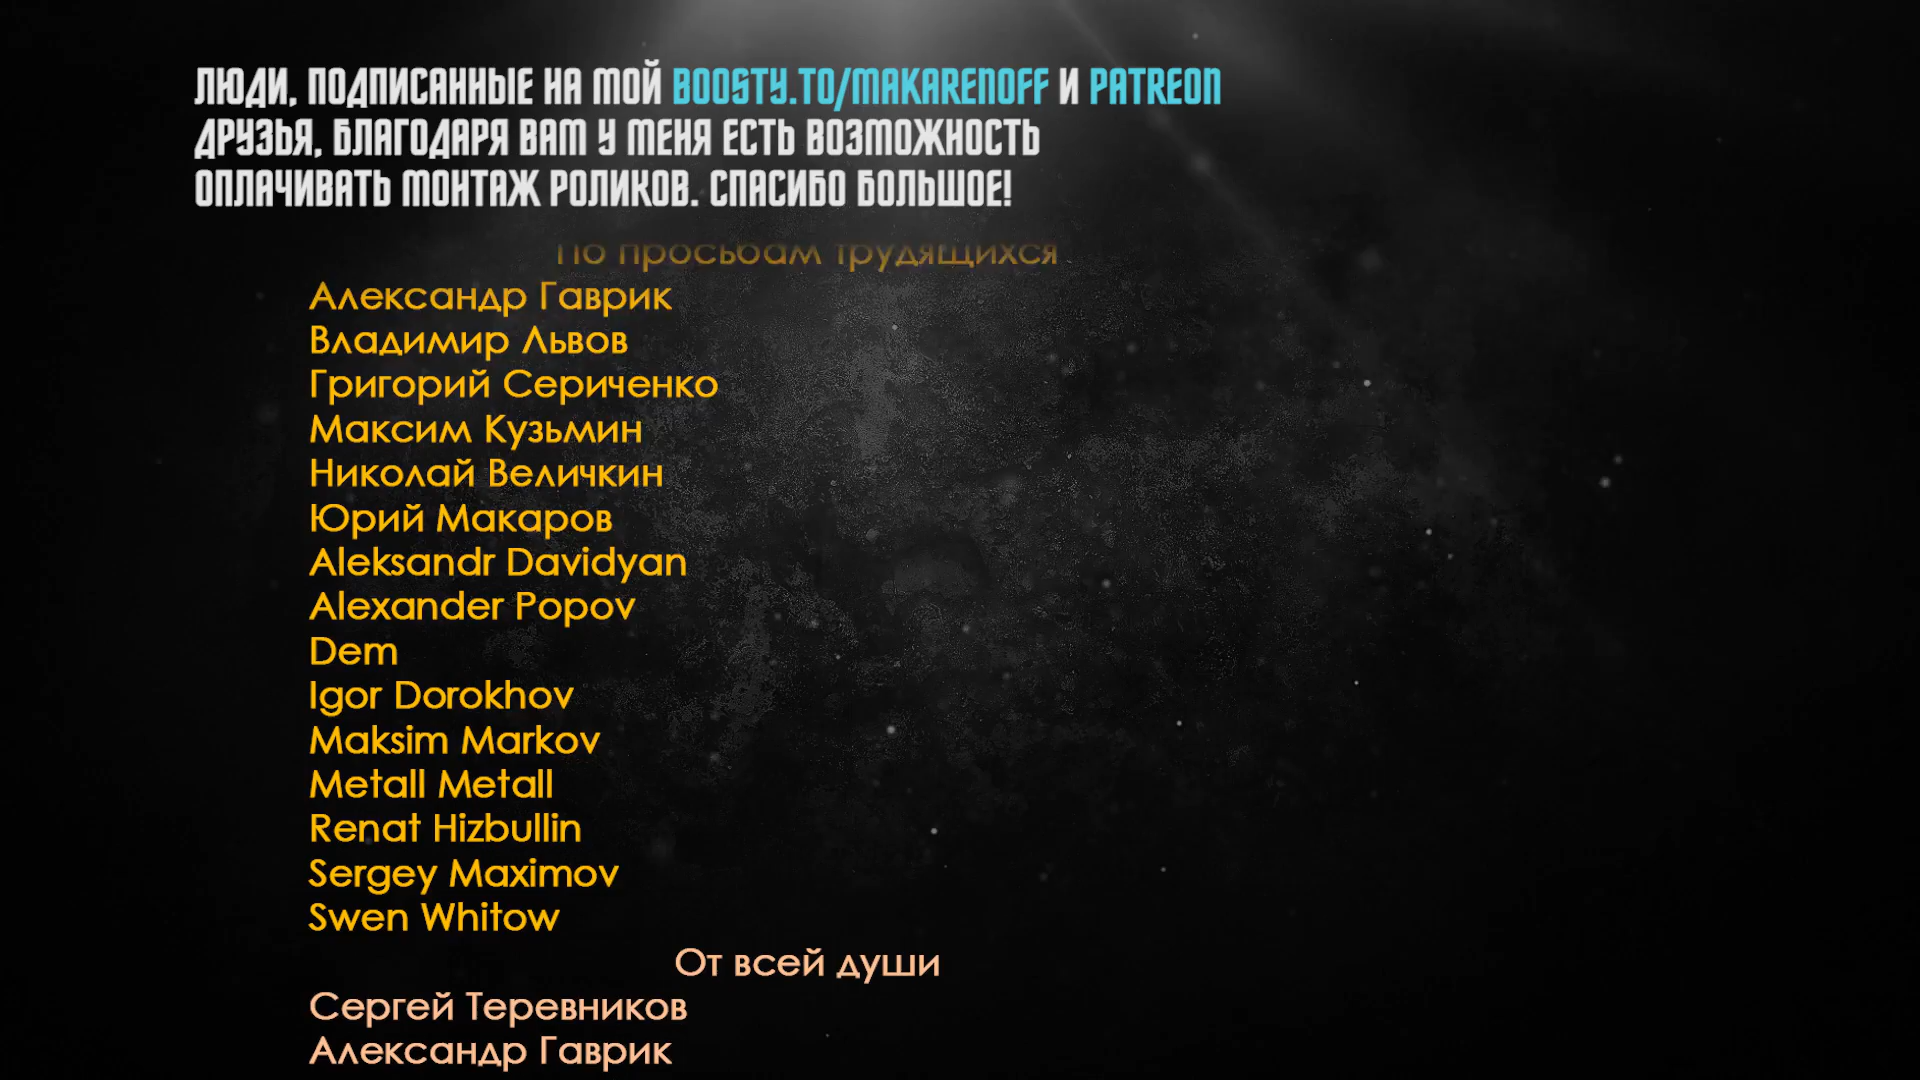 ЛЮДИ, ПОДПИСАННЫЕ НА МОЙ BOOSTY.TO/MAKARENOFF И PATREON
ДРУЗЬЯ, БЛАГОДАРЯ ВАМ У МЕНЯ ЕСТЬ ВОЗМОЖНОСТЬ
ОПЛАЧИВАТЬ МОНТАЖ РОЛИКОВ. СПАСИБО БОЛЬШОЕ!
По просьбам трудящихся
Александр Гаврик
Владимир Львов
Григорий Сериченко
Максим Кузьмин
Николай Величкин
Юрий Макаров
Aleksandr Davidyan
Alexander Popov
Dem
Igor Dorokhov
Maksim Markov
Metall Metall
Renat Hizbullin
Sergey Maximov
Swen Whitow
От всей души
Сергей Теревников
Александр Гаврик